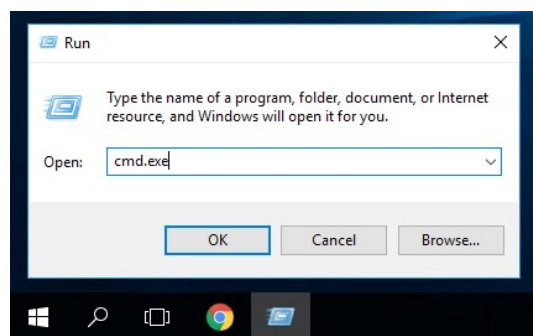 Run
Type the name of a program, folder, document, or Internet
resource, and Windows will open it for you.
Open: cmd.exe
OK Cancel Browse...